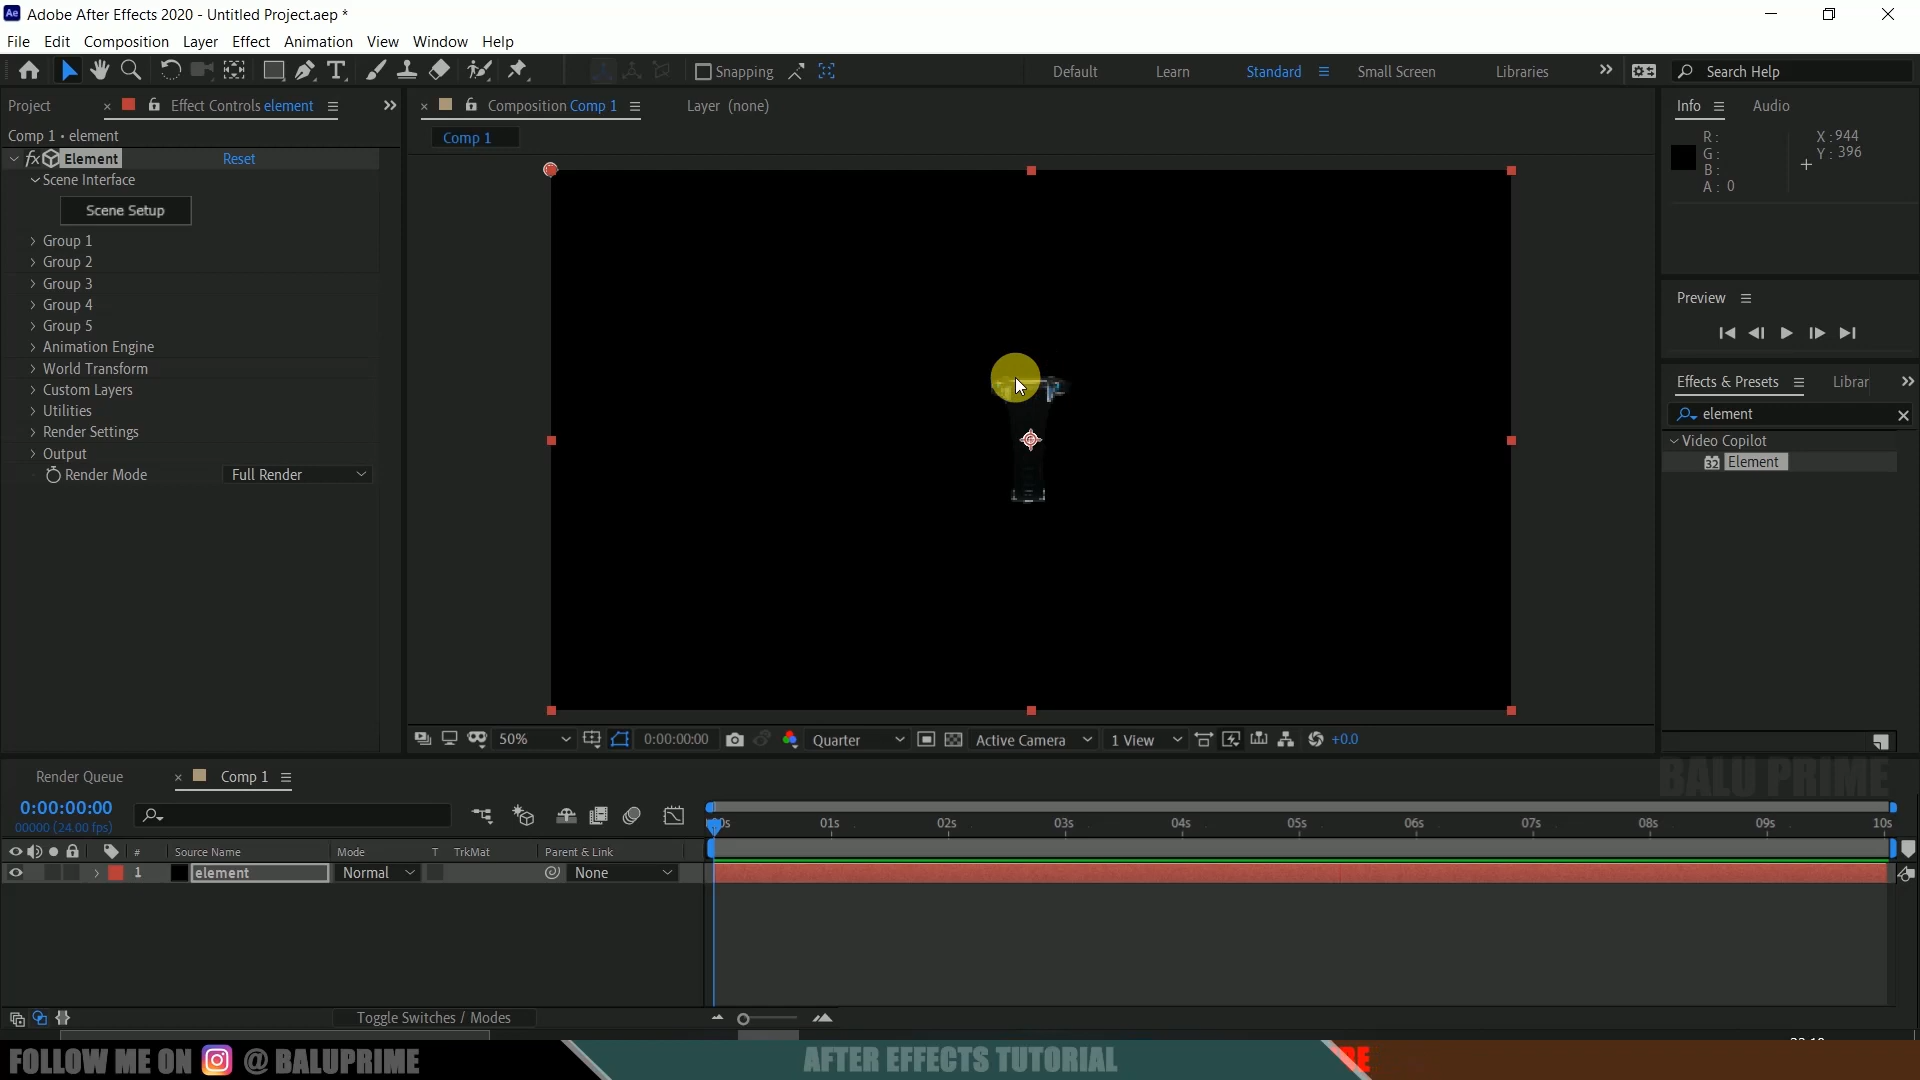 Ae Adobe After Effects 2020 - Untitled Project.aep *
File Edit Composition Layer Effect Animation View Window Help
Snapping Default Learn Standard Small Screen Libraries Search Help
Project Effect Controls element
Comp 1 • element
fx Element Reset
Scene Interface
Scene Setup
Group 1
Group 2
Group 3
Group 4
Group 5
Animation Engine
World Transform
Custom Layers
Utilities
Render Settings
Output
Render Mode Full Render
Composition Comp 1 Layer (none)
Comp 1
50% 0:00:00:00 Quarter Active Camera 1 View +0.0
Info Audio
R: X: 944
G: Y: 396
B:
A: 0
Preview
Effects & Presets Librar
element
Video Copilot
32 Element
BALU PRIME
Render Queue Comp 1
0:00:00:00
00000 (24.00 fps)
01s 02s 03s 04s 05s 06s 07s 08s 09s 10s
# Source Name Mode T TrkMat Parent & Link
1 element Normal None
Toggle Switches / Modes
FOLLOW ME ON @ BALUPRIME AFTER EFFECTS TUTORIAL